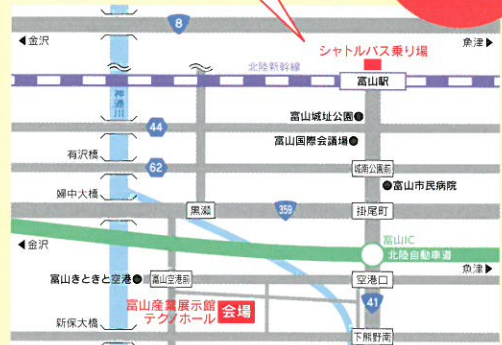 8
◀金沢
魚津▶
シャトルバス乗り場
北陸新幹線
富山駅
神通川
富山城址公園
44
富山国際会議場
有沢橋
62
城南公園前
富山市民病院
婦中大橋
黒瀬
359
掛尾町
富山IC
◀金沢
北陸自動車道
魚津▶
富山きときと空港
富山空港前
空港口
富山産業展示館
テクノホール
会場
41
新保大橋
下熊野南